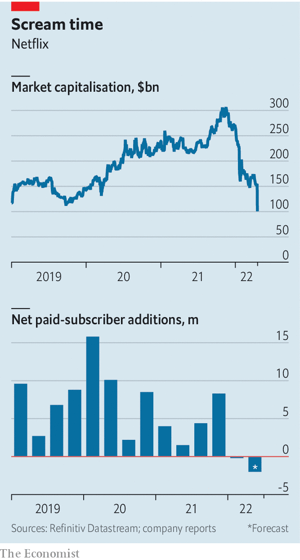 Scream time
Netflix
Market capitalisation, $bn
300
250
200
150
100
50
0
2019 20 21 22
Net paid-subscriber additions, m
15
10
5
0
*
-5
2019 20 21 22
Sources: Refinitiv Datastream; company reports *Forecast
The Economist